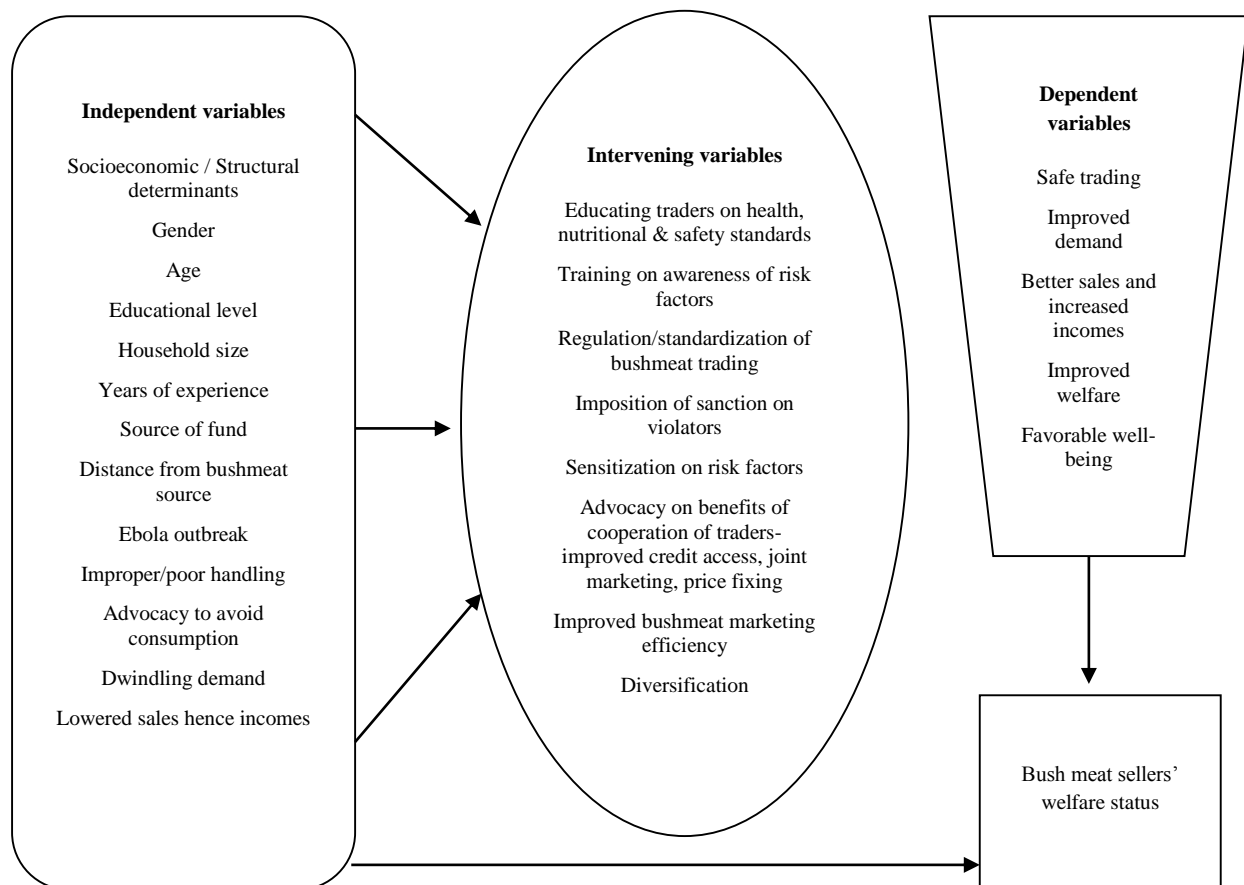 Independent variables
Socioeconomic / Structural
determinants
Gender
Age
Educational level
Household size
Years of experience
Source of fund
Distance from bushmeat
source
Ebola outbreak
Improper/poor handling
Advocacy to avoid
consumption
Dwindling demand
Lowered sales hence incomes
Intervening variables
Educating traders on health,
nutritional & safety standards
Training on awareness of risk
factors
Regulation/standardization of
bushmeat trading
Imposition of sanction on
violators
Sensitization on risk factors
Advocacy on benefits of
cooperation of traders-
improved credit access, joint
marketing, price fixing
Improved bushmeat marketing
efficiency
Diversification
Dependent
variables
Safe trading
Improved
demand
Better sales and
increased
incomes
Improved
welfare
Favorable well-
being
Bush meat sellers’
welfare status